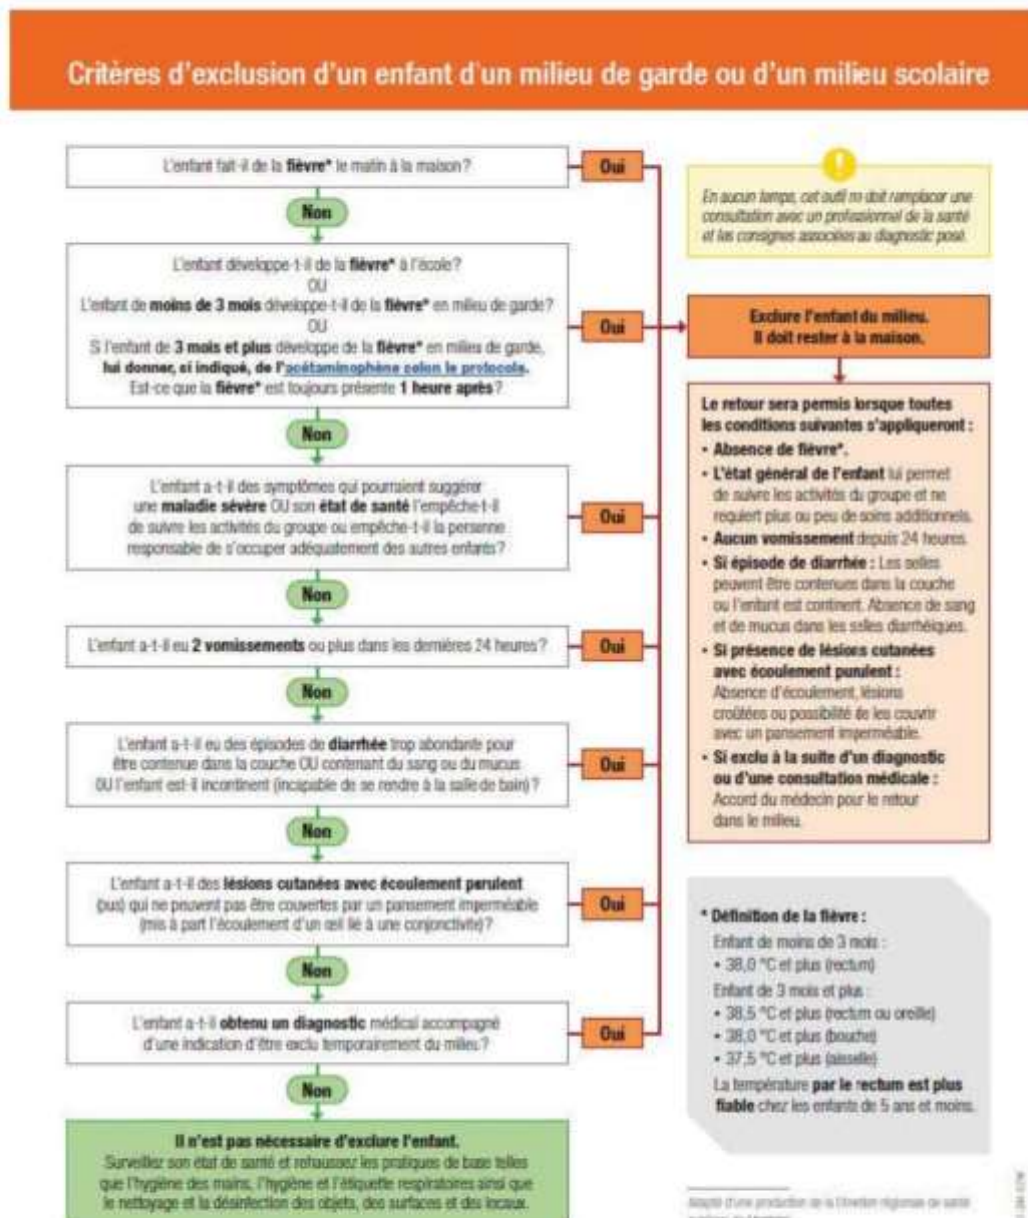 Critères d'exclusion d'un enfant d'un milieu de garde ou d'un milieu scolaire
L'enfant fait-il de la fièvre* le matin à la maison ?
Oui
Non
L'enfant développe-t-il de la fièvre* à l'école ?
OU
L'enfant de moins de 3 mois développe-t-il de la fièvre* en milieu de garde ?
OU
Si l'enfant de 3 mois et plus développe de la fièvre* en milieu de garde,
lui donner, si indiqué, de l'acétaminophène selon le protocole.
Est-ce que la fièvre* est toujours présente 1 heure après ?
Oui
Non
L'enfant a-t-il des symptômes qui pourraient suggérer
une maladie sévère OU son état de santé l'empêche-t-il
de suivre les activités du groupe ou empêche-t-il la personne
responsable de s'occuper adéquatement des autres enfants ?
Oui
Non
L'enfant a-t-il eu 2 vomissements ou plus dans les dernières 24 heures ?
Oui
Non
L'enfant a-t-il eu des épisodes de diarrhée trop abondante pour
être contenue dans la couche OU contenant du sang ou du mucus
OU l'enfant est-il incontinent (incapable de se rendre à la salle de bain) ?
Oui
Non
L'enfant a-t-il des lésions cutanées avec écoulement purulent
(pus) qui ne peuvent pas être couvertes par un pansement imperméable
(mis à part l'écoulement d'un œil lié à une conjonctivite) ?
Oui
Non
L'enfant a-t-il obtenu un diagnostic médical accompagné
d'une indication d'être exclu temporairement du milieu ?
Oui
Non
Il n'est pas nécessaire d'exclure l'enfant.
Surveillez son état de santé et rehaussez les pratiques de base telles
que l'hygiène des mains, l'hygiène et l'étiquette respiratoires ainsi que
le nettoyage et la désinfection des objets, des surfaces et des locaux.
!
En aucun temps, cet outil ne doit remplacer une
consultation avec un professionnel de la santé
et les consignes associées au diagnostic posé.
Exclure l'enfant du milieu.
Il doit rester à la maison.
Le retour sera permis lorsque toutes
les conditions suivantes s'appliqueront :
• Absence de fièvre*.
• L'état général de l'enfant lui permet
de suivre les activités du groupe et ne
requiert plus ou peu de soins additionnels.
• Aucun vomissement depuis 24 heures.
• Si épisode de diarrhée : Les selles
peuvent être contenues dans la couche
ou l'enfant est continent. Absence de sang
et de mucus dans les selles diarrhéiques.
• Si présence de lésions cutanées
avec écoulement purulent :
Absence d'écoulement, lésions
croûtées ou possibilité de les couvrir
avec un pansement imperméable.
• Si exclu à la suite d'un diagnostic
ou d'une consultation médicale :
Accord du médecin pour le retour
dans le milieu.
* Définition de la fièvre :
Enfant de moins de 3 mois :
• 38,0 °C et plus (rectum)
Enfant de 3 mois et plus :
• 38,5 °C et plus (rectum ou oreille)
• 38,0 °C et plus (bouche)
• 37,5 °C et plus (aisselle)
La température par le rectum est plus
fiable chez les enfants de 5 ans et moins.
Adapté d'une production de la Direction régionale de santé